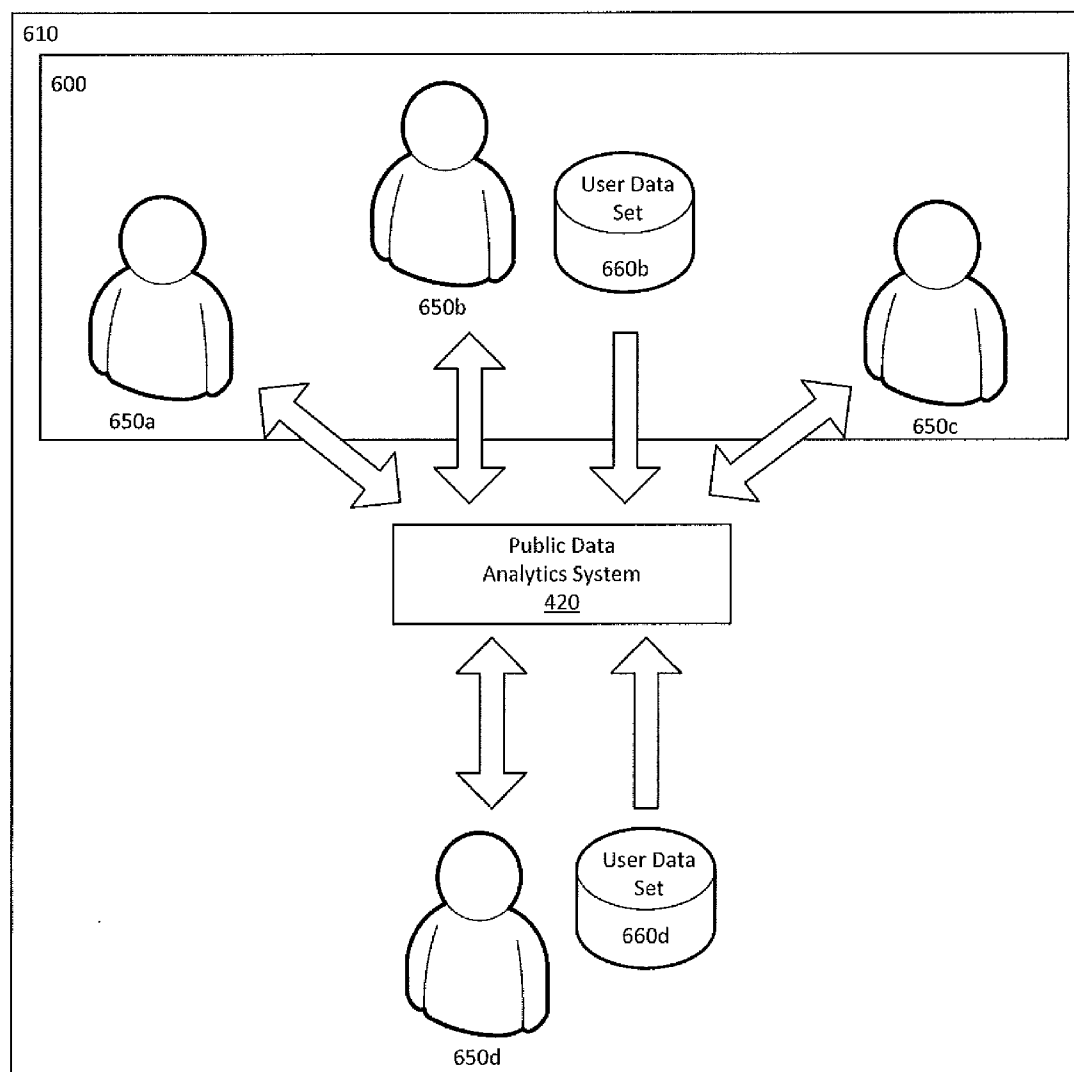 610
600
User Data
Set
660b
650b
650a
650c
Public Data
Analytics System
420
User Data
Set
660d
650d